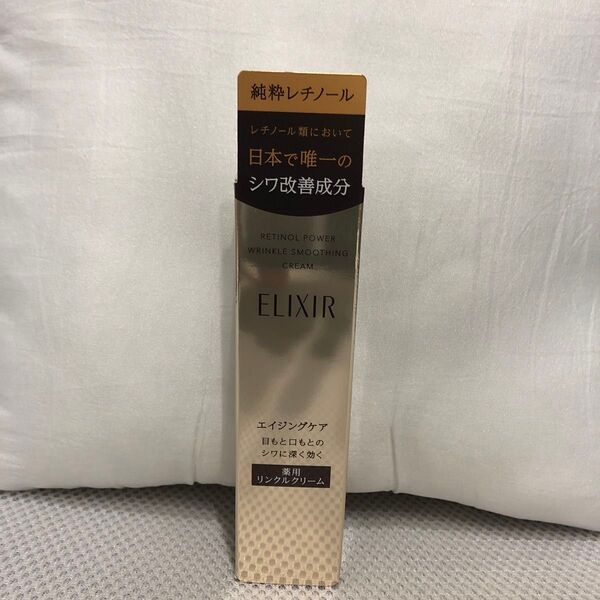 純粋レチノール
レチノール類において
日本で唯一の
シワ改善成分
RETINOL POWER
WRINKLE SMOOTHING
CREAM
ELIXIR
エイジングケア
目もと口もとの
シワに深く効く
薬用
リンクルクリーム